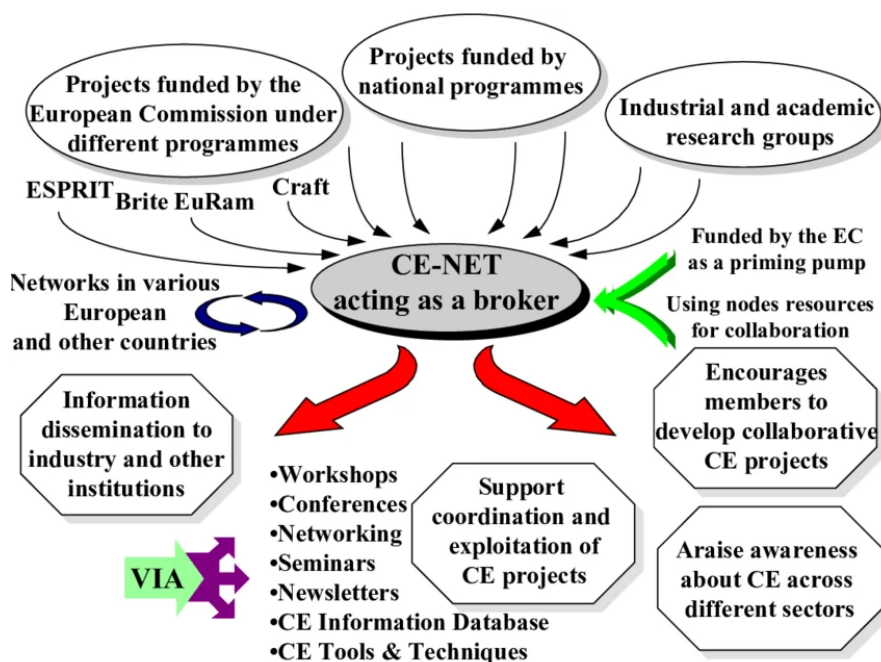 Projects funded by the
European Commission under
different programmes
Projects funded by
national programmes
Industrial and academic
research groups
ESPRIT
Brite EuRam
Craft
CE-NET
acting as a broker
Funded by the EC
as a priming pump
Using nodes resources
for collaboration
Networks in various
European
and other countries
Information
dissemination to
industry and other
institutions
VIA
•Workshops
•Conferences
•Networking
•Seminars
•Newsletters
•CE Information Database
•CE Tools & Techniques
Support
coordination and
exploitation of
CE projects
Encourages
members to
develop collaborative
CE projects
Araise awareness
about CE across
different sectors